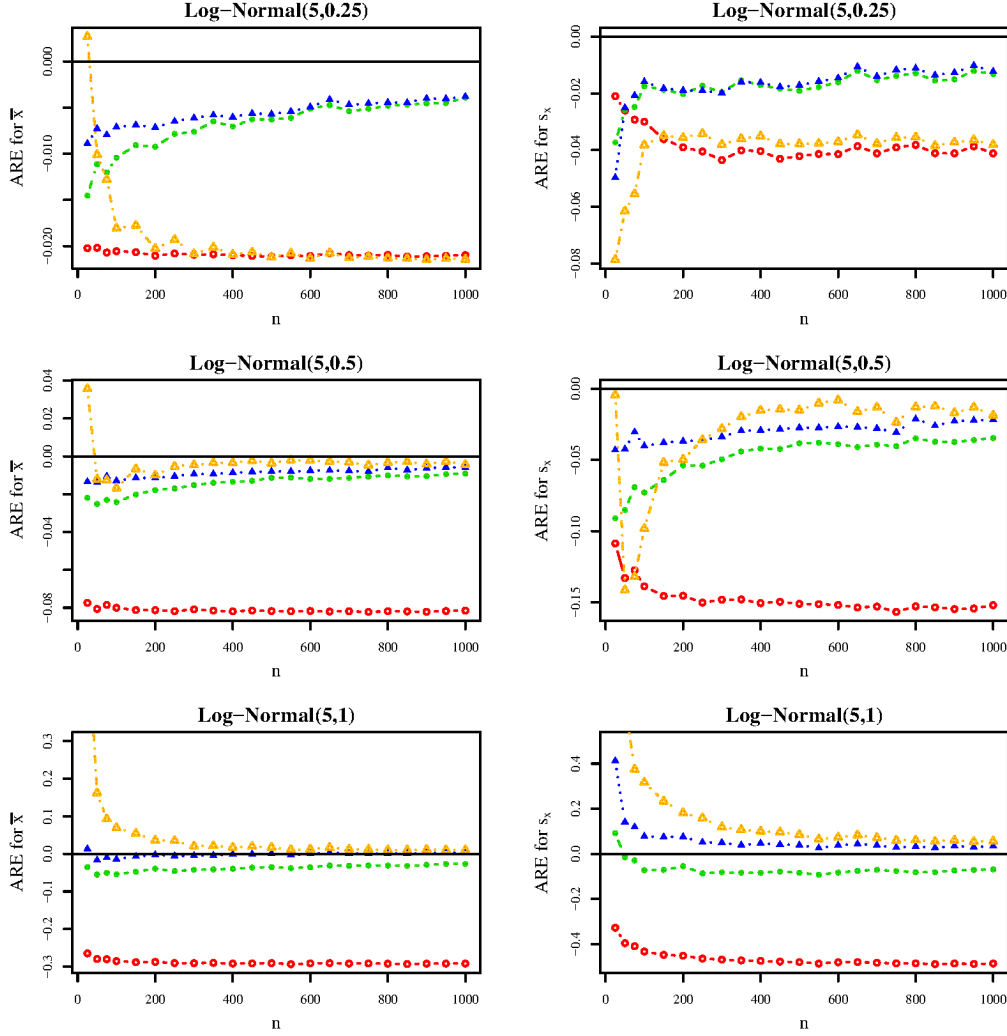 Log−Normal(5,0.25)
ARE for x̅
0.000
−0.010
−0.020
0 200 400 600 800 1000
n
Log−Normal(5,0.25)
ARE for sx
0.00
−0.02
−0.04
−0.06
−0.08
0 200 400 600 800 1000
n
Log−Normal(5,0.5)
ARE for x̅
0.04
0.02
0.00
−0.04
−0.08
0 200 400 600 800 1000
n
Log−Normal(5,0.5)
ARE for sx
0.00
−0.05
−0.10
−0.15
0 200 400 600 800 1000
n
Log−Normal(5,1)
ARE for x̅
0.3
0.2
0.1
0.0
−0.1
−0.2
−0.3
0 200 400 600 800 1000
n
Log−Normal(5,1)
ARE for sx
0.4
0.2
0.0
−0.2
−0.4
0 200 400 600 800 1000
n